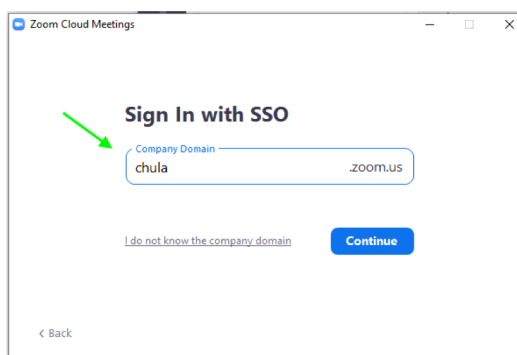 Zoom Cloud Meetings
Sign In with SSO
Company Domain
chula .zoom.us
I do not know the company domain Continue
< Back